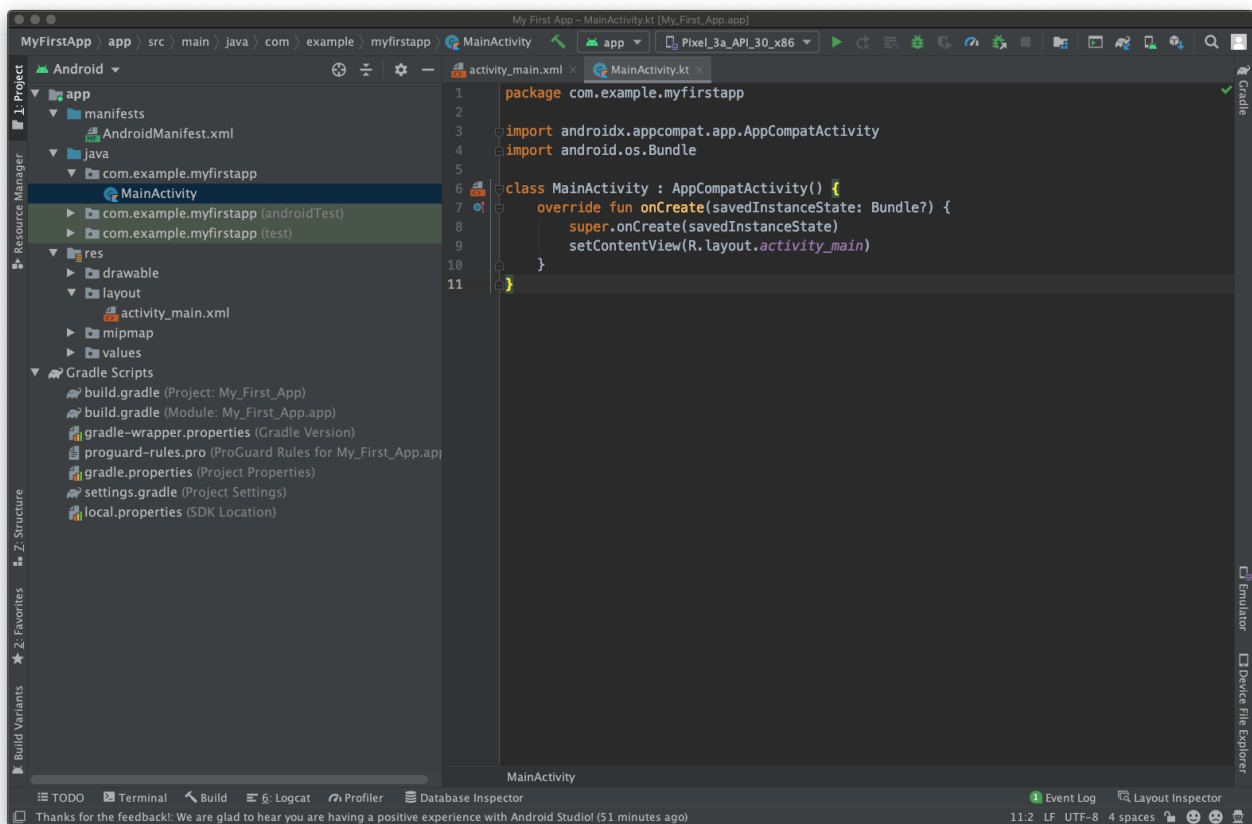 My First App – MainActivity.kt [My_First_App.app]
MyFirstApp app src main java com example myfirstapp MainActivity app Pixel_3a_API_30_x86
Android
activity_main.xml MainActivity.kt
1: Project
Resource Manager
Z: Structure
2: Favorites
Build Variants
app
manifests
AndroidManifest.xml
java
com.example.myfirstapp
MainActivity
com.example.myfirstapp (androidTest)
com.example.myfirstapp (test)
res
drawable
layout
activity_main.xml
mipmap
values
Gradle Scripts
build.gradle (Project: My_First_App)
build.gradle (Module: My_First_App.app)
gradle-wrapper.properties (Gradle Version)
proguard-rules.pro (ProGuard Rules for My_First_App.app
gradle.properties (Project Properties)
settings.gradle (Project Settings)
local.properties (SDK Location)
1 package com.example.myfirstapp
2
3 import androidx.appcompat.app.AppCompatActivity
4 import android.os.Bundle
5
6 class MainActivity : AppCompatActivity() {
7 override fun onCreate(savedInstanceState: Bundle?) {
8 super.onCreate(savedInstanceState)
9 setContentView(R.layout.activity_main)
10 }
11 }
MainActivity
Gradle
Emulator
Device File Explorer
TODO Terminal Build 6: Logcat Profiler Database Inspector 1 Event Log Layout Inspector
Thanks for the feedback!: We are glad to hear you are having a positive experience with Android Studio! (51 minutes ago) 11:2 LF UTF-8 4 spaces